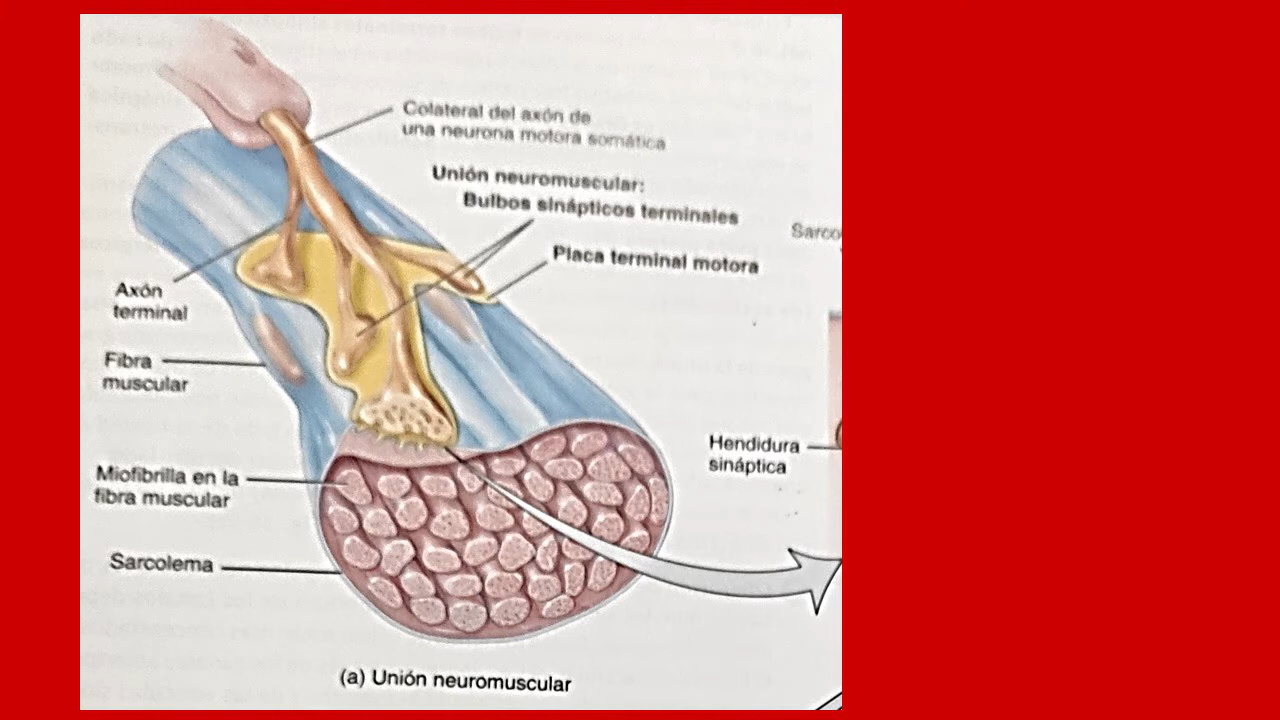 Colateral del axón de
una neurona motora somática
Unión neuromuscular:
Bulbos sinápticos terminales
Placa terminal motora
Sarco
Axón
terminal
Fibra
muscular
Hendidura
sináptica
Miofibrilla en la
fibra muscular
Sarcolema
(a) Unión neuromuscular